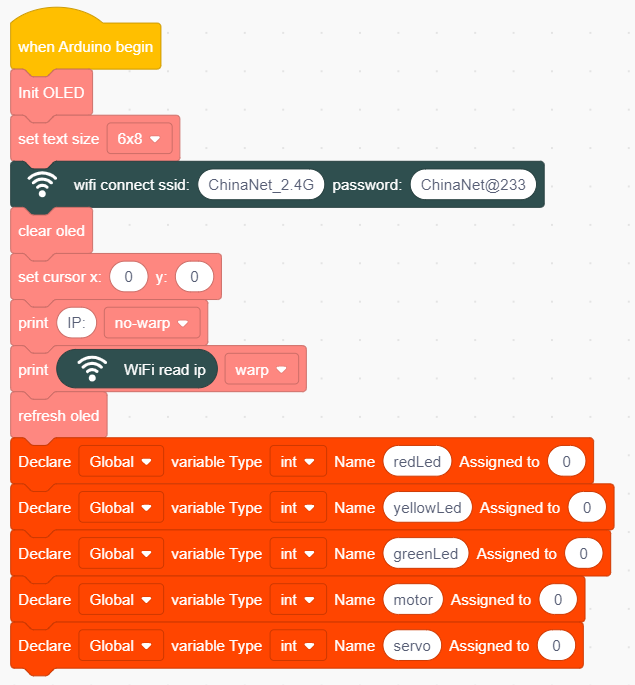 when Arduino begin
Init OLED
set text size 6x8
wifi connect ssid: ChinaNet_2.4G password: ChinaNet@233
clear oled
set cursor x: 0 y: 0
print IP: no-warp
print WiFi read ip warp
refresh oled
Declare Global variable Type int Name redLed Assigned to 0
Declare Global variable Type int Name yellowLed Assigned to 0
Declare Global variable Type int Name greenLed Assigned to 0
Declare Global variable Type int Name motor Assigned to 0
Declare Global variable Type int Name servo Assigned to 0